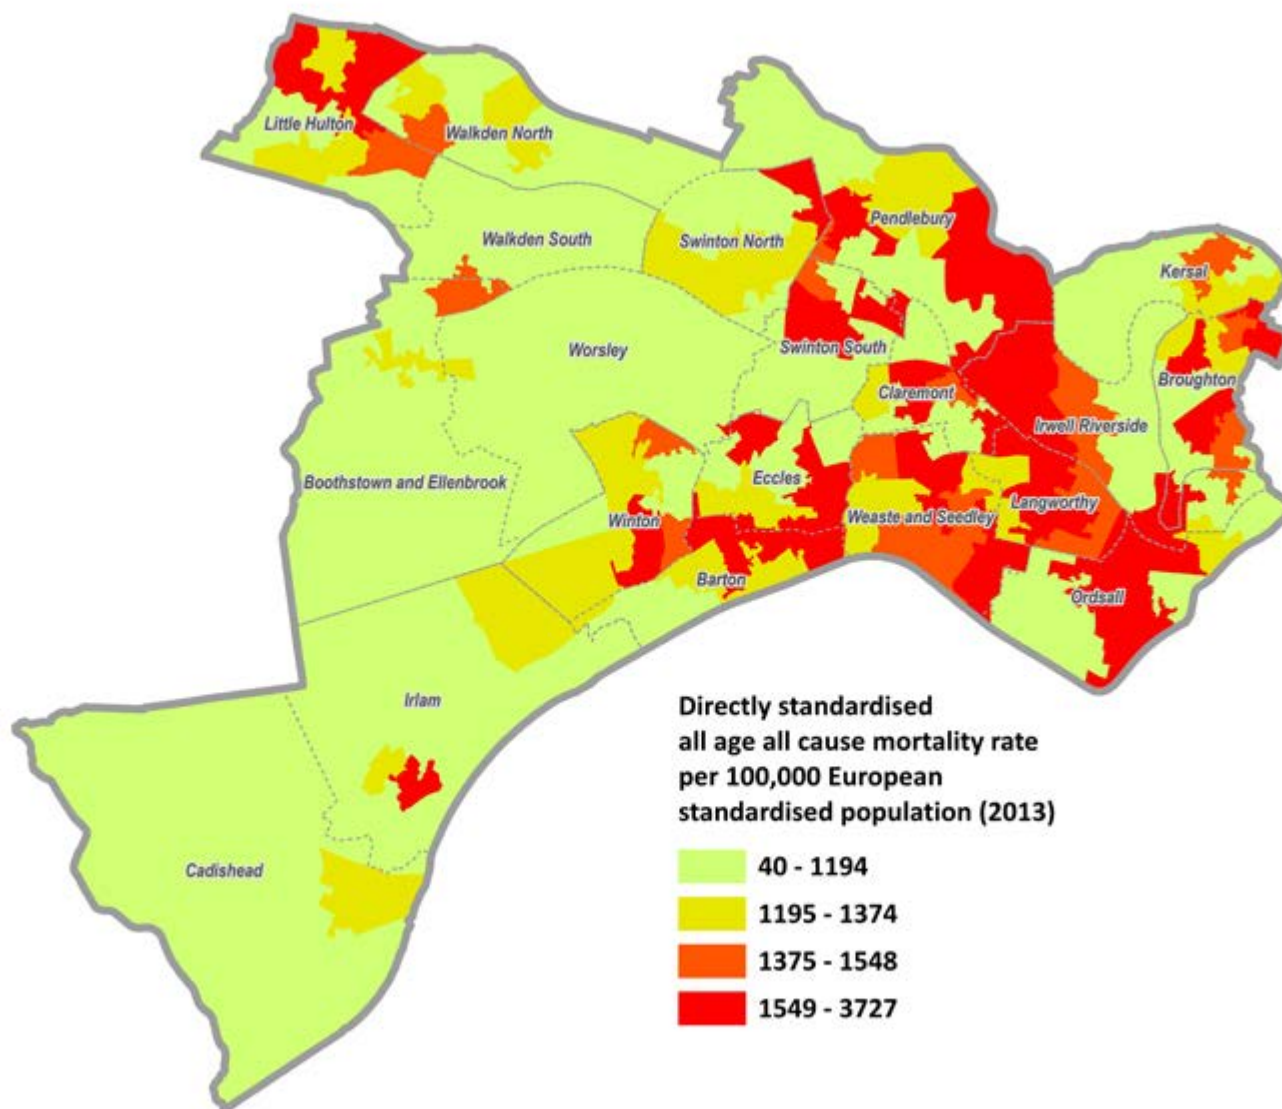 Little Hulton
Walkden North
Pendlebury
Walkden South
Swinton North
Kersal
Worsley
Swinton South
Broughton
Claremont
Irwell Riverside
Boothstown and Ellenbrook
Eccles
Langworthy
Winton
Weaste and Seedley
Barton
Ordsall
Irlam
Cadishead
Directly standardised
all age all cause mortality rate
per 100,000 European
standardised population (2013)
40 - 1194
1195 - 1374
1375 - 1548
1549 - 3727